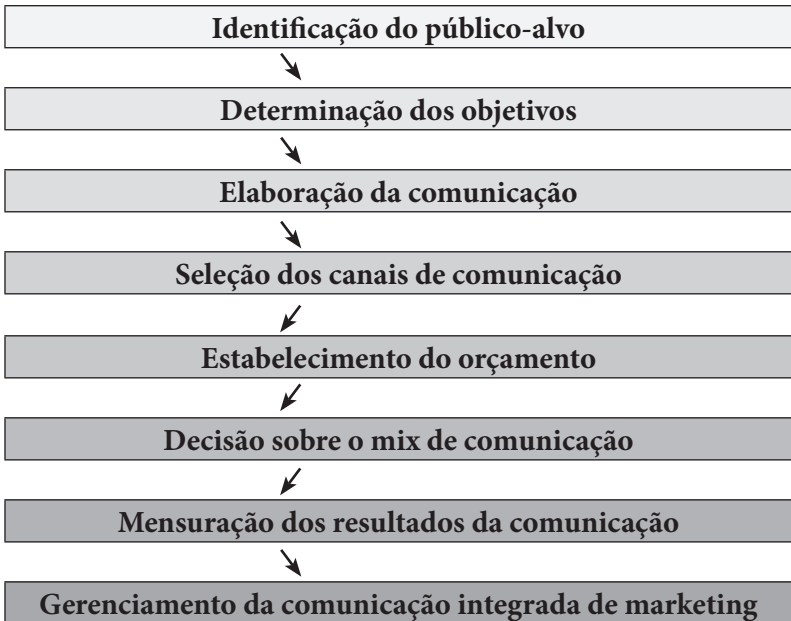 Identificação do público-alvo
Determinação dos objetivos
Elaboração da comunicação
Seleção dos canais de comunicação
Estabelecimento do orçamento
Decisão sobre o mix de comunicação
Mensuração dos resultados da comunicação
Gerenciamento da comunicação integrada de marketing